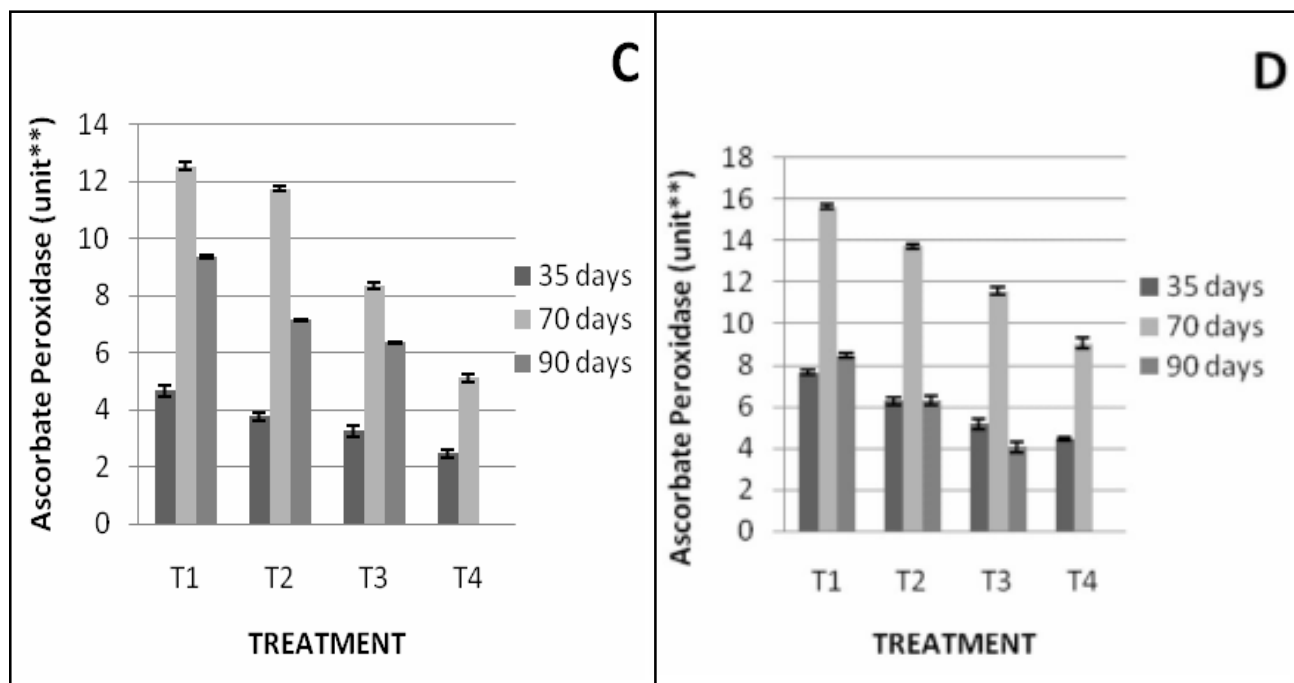 C
Ascorbate Peroxidase (unit**)
14
12
10
8
6
4
2
0
T1 T2 T3 T4
TREATMENT
35 days
70 days
90 days
D
Ascorbate Peroxidase (unit**)
18
16
14
12
10
8
6
4
2
0
T1 T2 T3 T4
TREATMENT
35 days
70 days
90 days